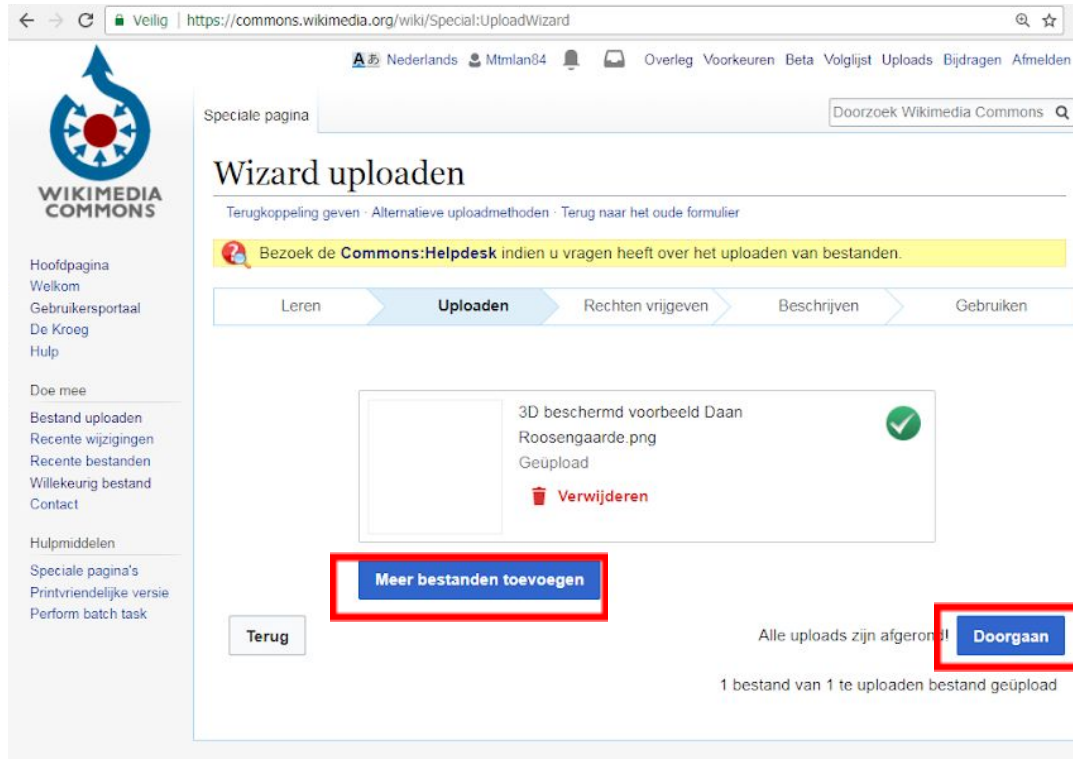 Veilig | https://commons.wikimedia.org/wiki/Special:UploadWizard
Aあ Nederlands Mtmlan84 Overleg Voorkeuren Beta Volglijst Uploads Bijdragen Afmelden
WIKIMEDIA
COMMONS
Speciale pagina
Doorzoek Wikimedia Commons
Wizard uploaden
Terugkoppeling geven · Alternatieve uploadmethoden · Terug naar het oude formulier
Bezoek de Commons:Helpdesk indien u vragen heeft over het uploaden van bestanden.
Leren Uploaden Rechten vrijgeven Beschrijven Gebruiken
Hoofdpagina
Welkom
Gebruikersportaal
De Kroeg
Hulp
Doe mee
Bestand uploaden
Recente wijzigingen
Recente bestanden
Willekeurig bestand
Contact
Hulpmiddelen
Speciale pagina's
Printvriendelijke versie
Perform batch task
3D beschermd voorbeeld Daan
Roosengaarde.png
Geüpload
Verwijderen
Meer bestanden toevoegen
Terug
Alle uploads zijn afgerond!
Doorgaan
1 bestand van 1 te uploaden bestand geüpload